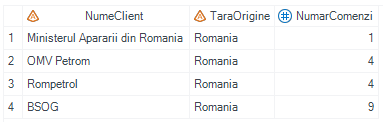 NumeClient TaraOrigine NumarComenzi
1 Ministerul Apararii din Romania Romania 1
2 OMV Petrom Romania 4
3 Rompetrol Romania 4
4 BSOG Romania 9